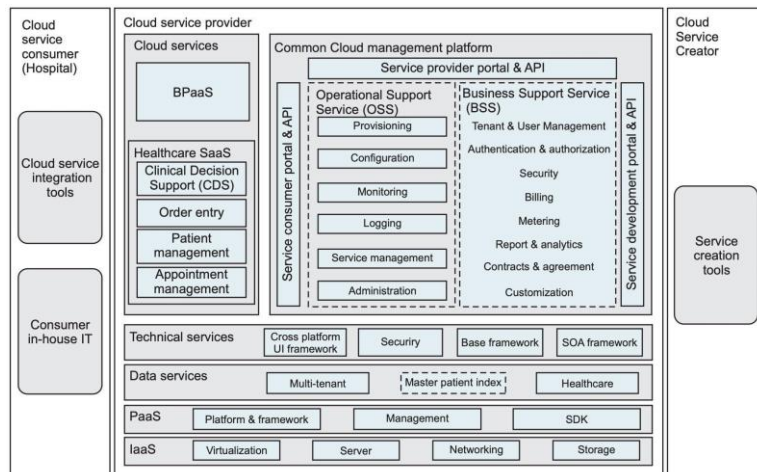 Cloud
service
consumer
(Hospital)
Cloud service
integration
tools
Consumer
in-house IT
Cloud service provider
Cloud services
BPaaS
Healthcare SaaS
Clinical Decision
Support (CDS)
Order entry
Patient
management
Appointment
management
Common Cloud management platform
Service provider portal & API
Service consumer portal & API
Operational Support
Service (OSS)
Provisioning
Configuration
Monitoring
Logging
Service management
Administration
Business Support Service
(BSS)
Tenant & User Management
Authentication & authorization
Security
Billing
Metering
Report & analytics
Contracts & agreement
Customization
Service development portal & API
Technical services
Cross platform
UI framework
Securiry
Base framework
SOA framework
Data services
Multi-tenant
Master patient index
Healthcare
PaaS
Platform & framework
Management
SDK
IaaS
Virtualization
Server
Networking
Storage
Cloud
Service
Creator
Service
creation
tools